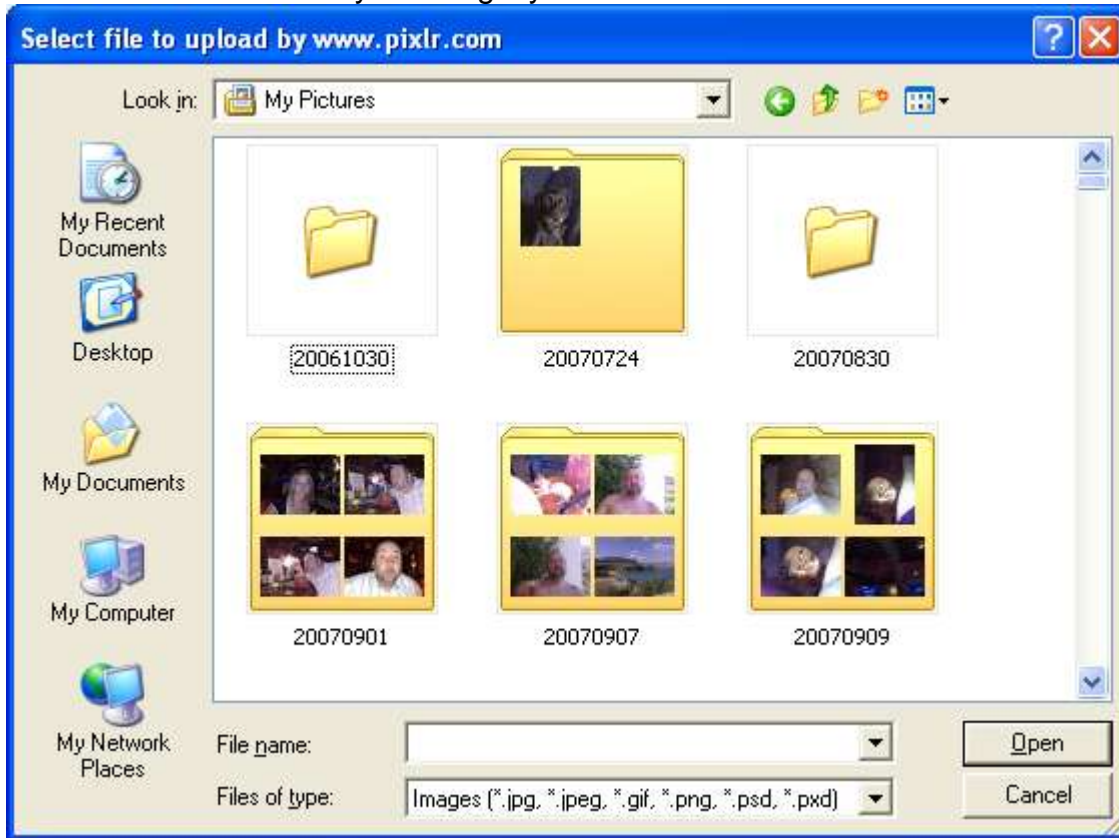 Select file to upload by www.pixlr.com
Look in:
My Pictures
My Recent
Documents
Desktop
My Documents
My Computer
My Network
Places
20061030
20070724
20070830
20070901
20070907
20070909
File name:
Open
Files of type:
Images (*.jpg, *.jpeg, *.gif, *.png, *.psd, *.pxd)
Cancel